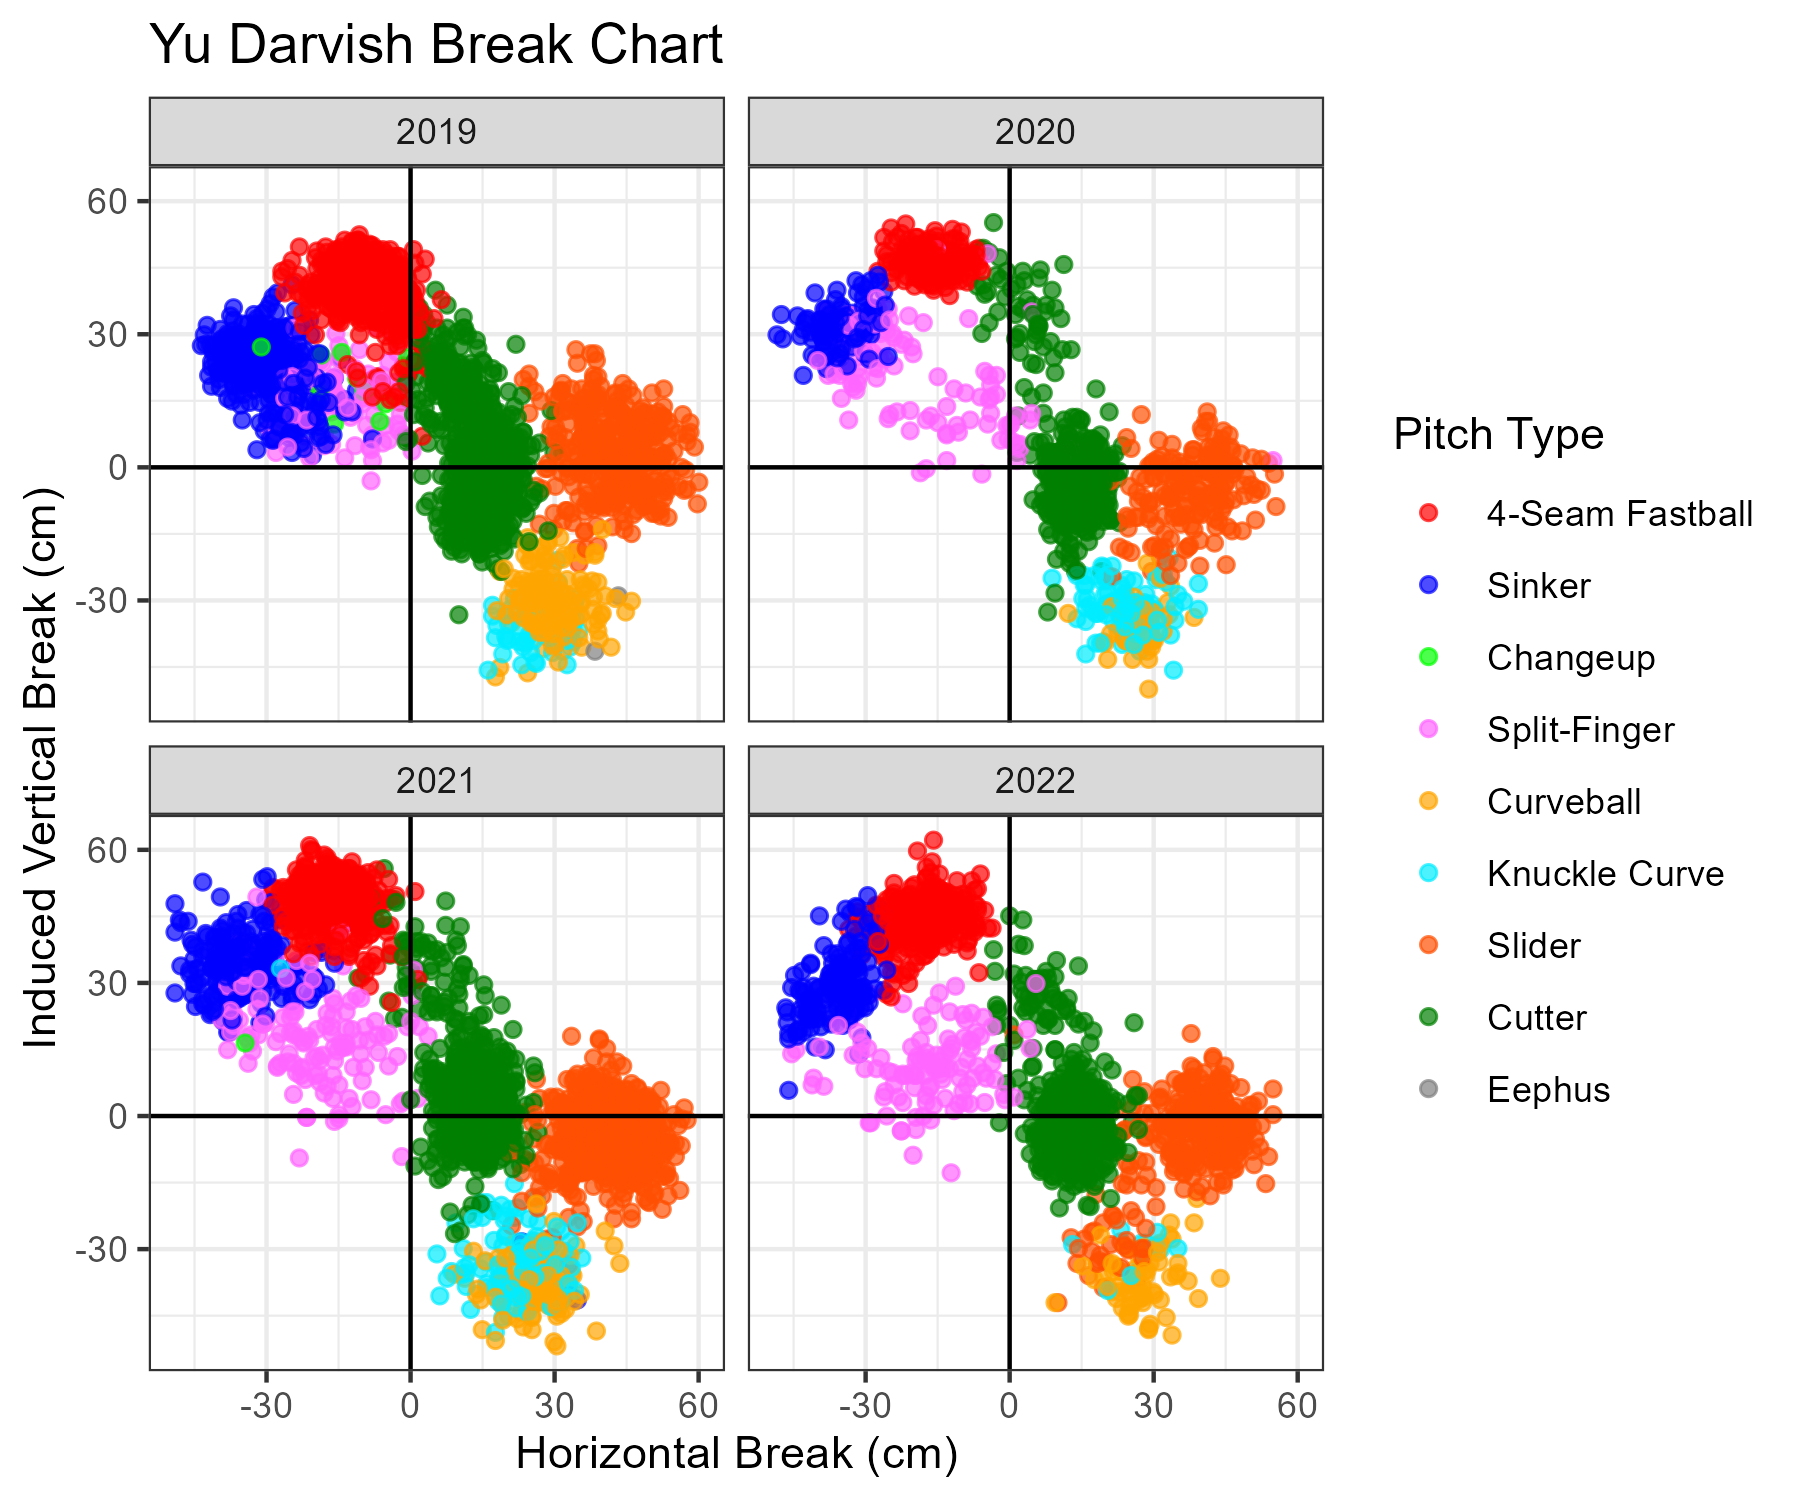 Yu Darvish Break Chart
2019
2020
60
30
0
-30
2021
2022
60
30
0
-30
-30 0 30 60
-30 0 30 60
Horizontal Break (cm)
Induced Vertical Break (cm)
Pitch Type
4-Seam Fastball
Sinker
Changeup
Split-Finger
Curveball
Knuckle Curve
Slider
Cutter
Eephus